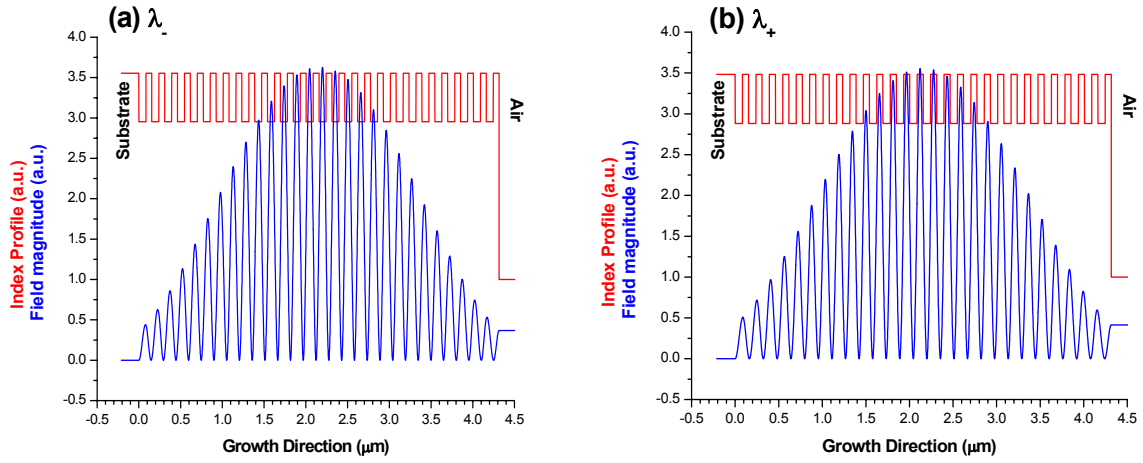 (a) λ-
4.0
3.5
3.0
2.5
2.0
1.5
1.0
0.5
0.0
-0.5
Index Profile (a.u.)
Field magnitude (a.u.)
Substrate
Air
-0.5 0.0 0.5 1.0 1.5 2.0 2.5 3.0 3.5 4.0 4.5
Growth Direction (μm)
(b) λ+
4.0
3.5
3.0
2.5
2.0
1.5
1.0
0.5
0.0
-0.5
Index Profile (a.u.)
Field magnitude (a.u.)
Substrate
Air
-0.5 0.0 0.5 1.0 1.5 2.0 2.5 3.0 3.5 4.0 4.5
Growth Direction (μm)